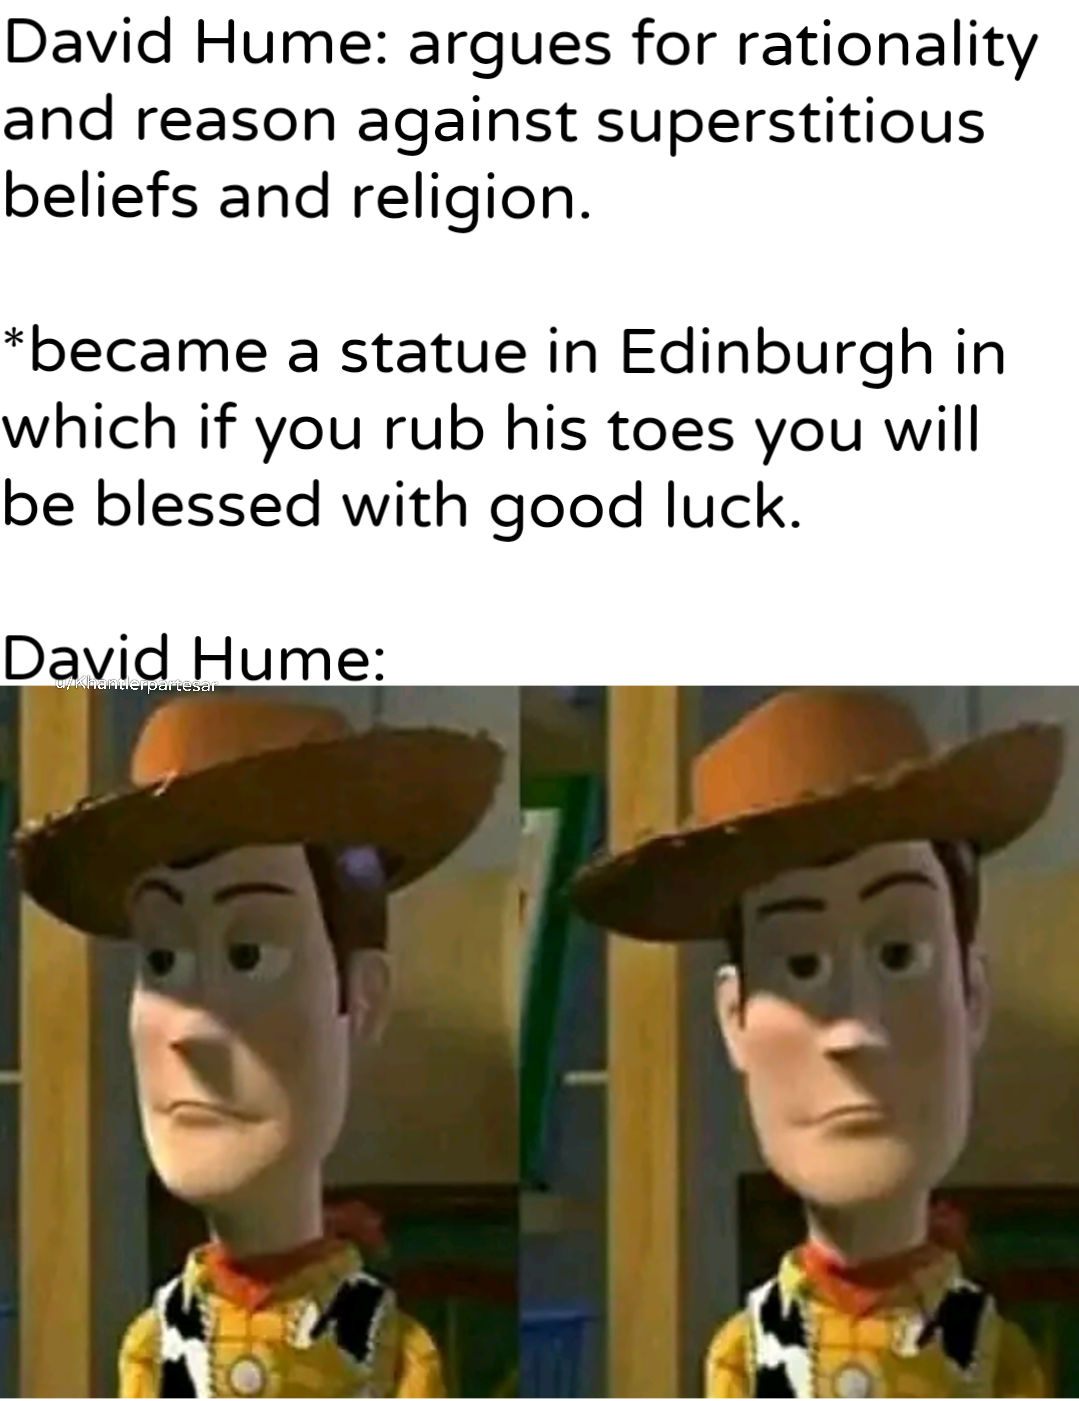 David Hume: argues for rationality
and reason against superstitious
beliefs and religion.
*became a statue in Edinburgh in
which if you rub his toes you will
be blessed with good luck.
David Hume:
u/Khantlerpartesar